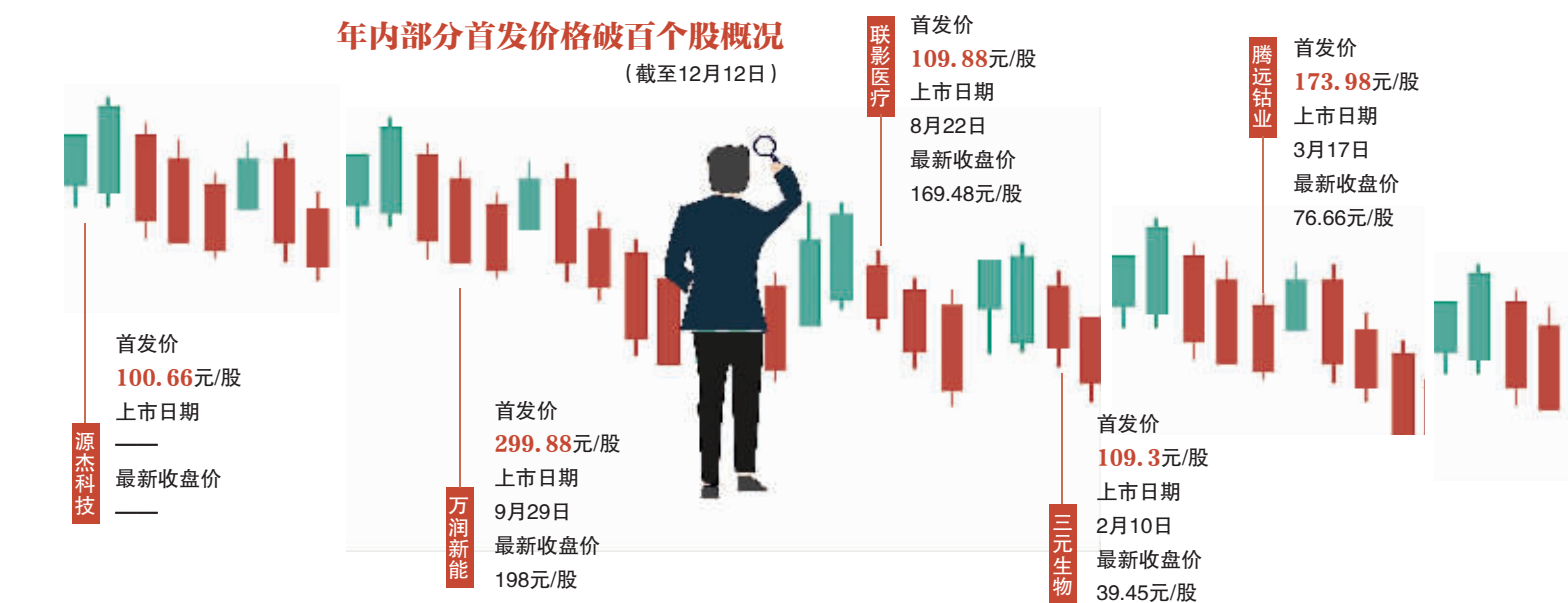 年内部分首发价格破百个股概况
(截至12月12日)
源杰科技
首发价
100.66元/股
上市日期
——
最新收盘价
——
万润新能
首发价
299.88元/股
上市日期
9月29日
最新收盘价
198元/股
联影医疗
首发价
109.88元/股
上市日期
8月22日
最新收盘价
169.48元/股
三元生物
首发价
109.3元/股
上市日期
2月10日
最新收盘价
39.45元/股
腾远钴业
首发价
173.98元/股
上市日期
3月17日
最新收盘价
76.66元/股